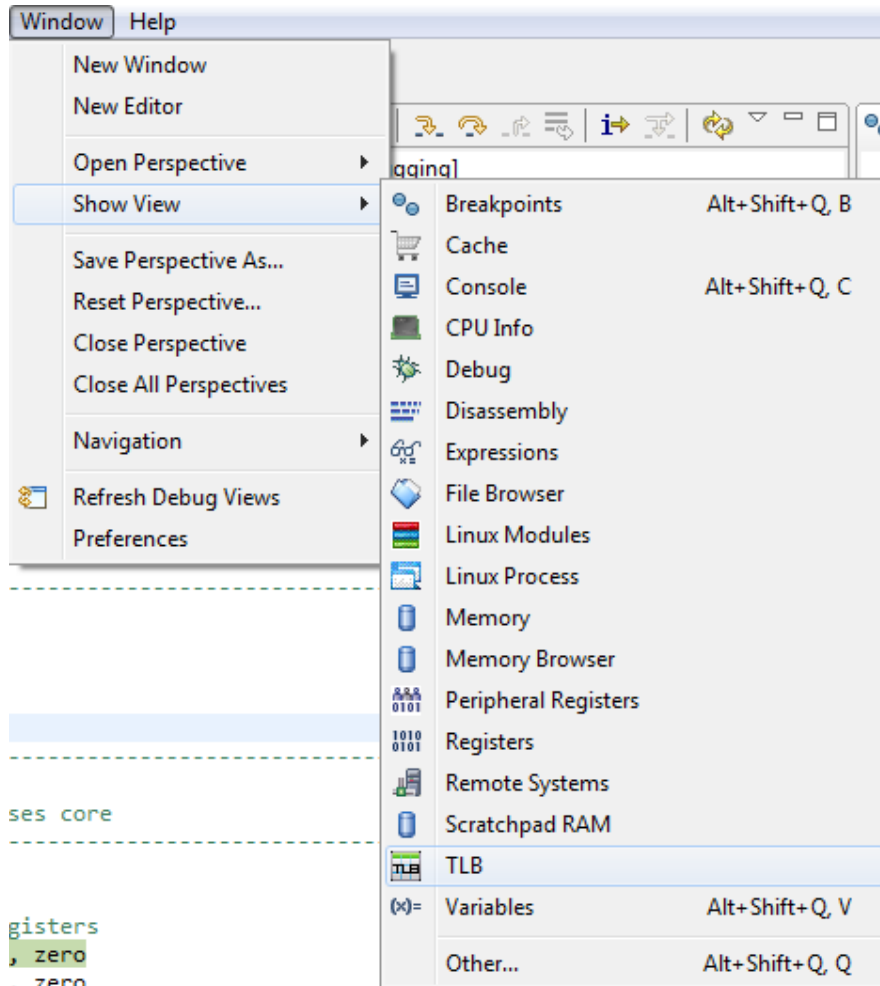 Window Help
New Window
New Editor
Open Perspective
gging]
Show View
Breakpoints Alt+Shift+Q, B
Cache
Save Perspective As...
Console Alt+Shift+Q, C
Reset Perspective...
CPU Info
Close Perspective
Debug
Close All Perspectives
Disassembly
Navigation
Expressions
Refresh Debug Views
File Browser
Preferences
Linux Modules
Linux Process
Memory
Memory Browser
Peripheral Registers
Registers
Remote Systems
ses core
Scratchpad RAM
TLB
TLB
(x)= Variables Alt+Shift+Q, V
gisters
, zero
Other... Alt+Shift+Q, Q
, zero